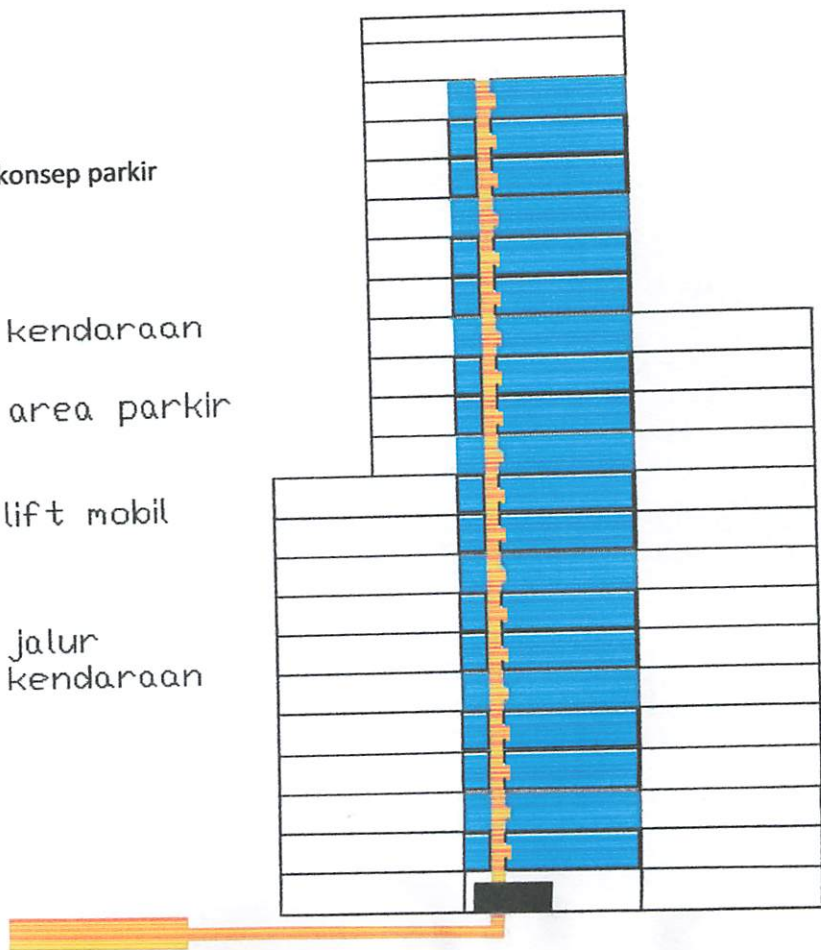 konsep parkir
kendaraan
area parkir
lift mobil
jalur
kendaraan